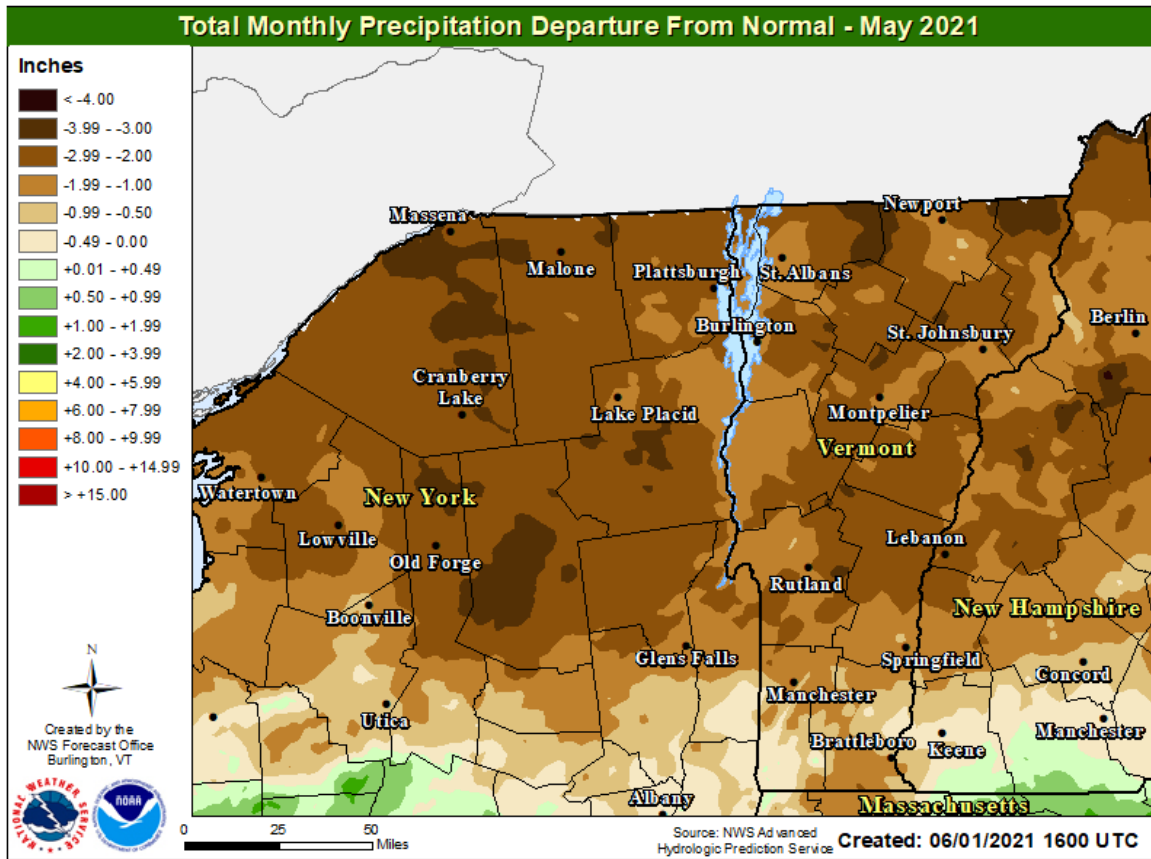 Total Monthly Precipitation Departure From Normal - May 2021
Inches
< -4.00
-3.99 - -3.00
-2.99 - -2.00
-1.99 - -1.00
-0.99 - -0.50
-0.49 - 0.00
+0.01 - +0.49
+0.50 - +0.99
+1.00 - +1.99
+2.00 - +3.99
+4.00 - +5.99
+6.00 - +7.99
+8.00 - +9.99
+10.00 - +14.99
> +15.00
Massena
Newport
Malone
Plattsburgh
St. Albans
Burlington
St. Johnsbury
Berlin
Cranberry
Lake
Lake Placid
Montpelier
Vermont
Watertown
New York
Lowville
Old Forge
Lebanon
Rutland
Boonville
New Hampshire
Glens Falls
Springfield
Concord
Manchester
Utica
Manchester
Brattleboro
Keene
Albany
Massachusetts
N
Created by the
NWS Forecast Office
Burlington, VT
NATIONAL WEATHER SERVICE
NOAA
0 25 50 Miles
Source: NWS Advanced
Hydrologic Prediction Service
Created: 06/01/2021 1600 UTC